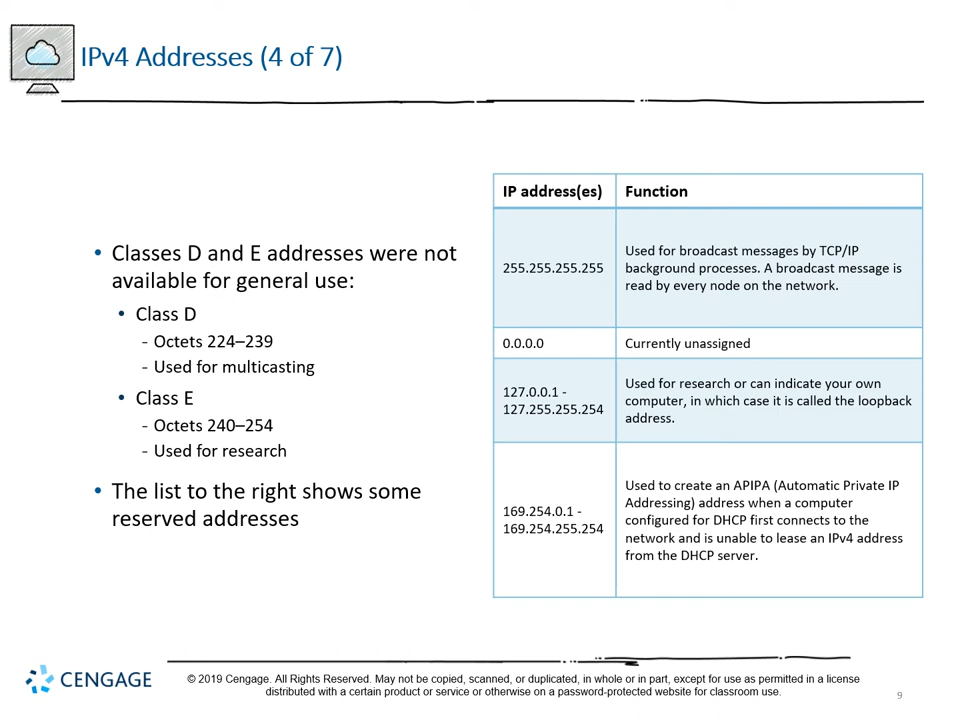 IPv4 Addresses (4 of 7)
• Classes D and E addresses were not
available for general use:
• Class D
- Octets 224–239
- Used for multicasting
• Class E
- Octets 240–254
- Used for research
• The list to the right shows some
reserved addresses
IP address(es) Function
255.255.255.255
Used for broadcast messages by TCP/IP
background processes. A broadcast message is
read by every node on the network.
0.0.0.0 Currently unassigned
127.0.0.1 -
127.255.255.254
Used for research or can indicate your own
computer, in which case it is called the loopback
address.
169.254.0.1 -
169.254.255.254
Used to create an APIPA (Automatic Private IP
Addressing) address when a computer
configured for DHCP first connects to the
network and is unable to lease an IPv4 address
from the DHCP server.
CENGAGE
© 2019 Cengage. All Rights Reserved. May not be copied, scanned, or duplicated, in whole or in part, except for use as permitted in a license
distributed with a certain product or service or otherwise on a password-protected website for classroom use.
9